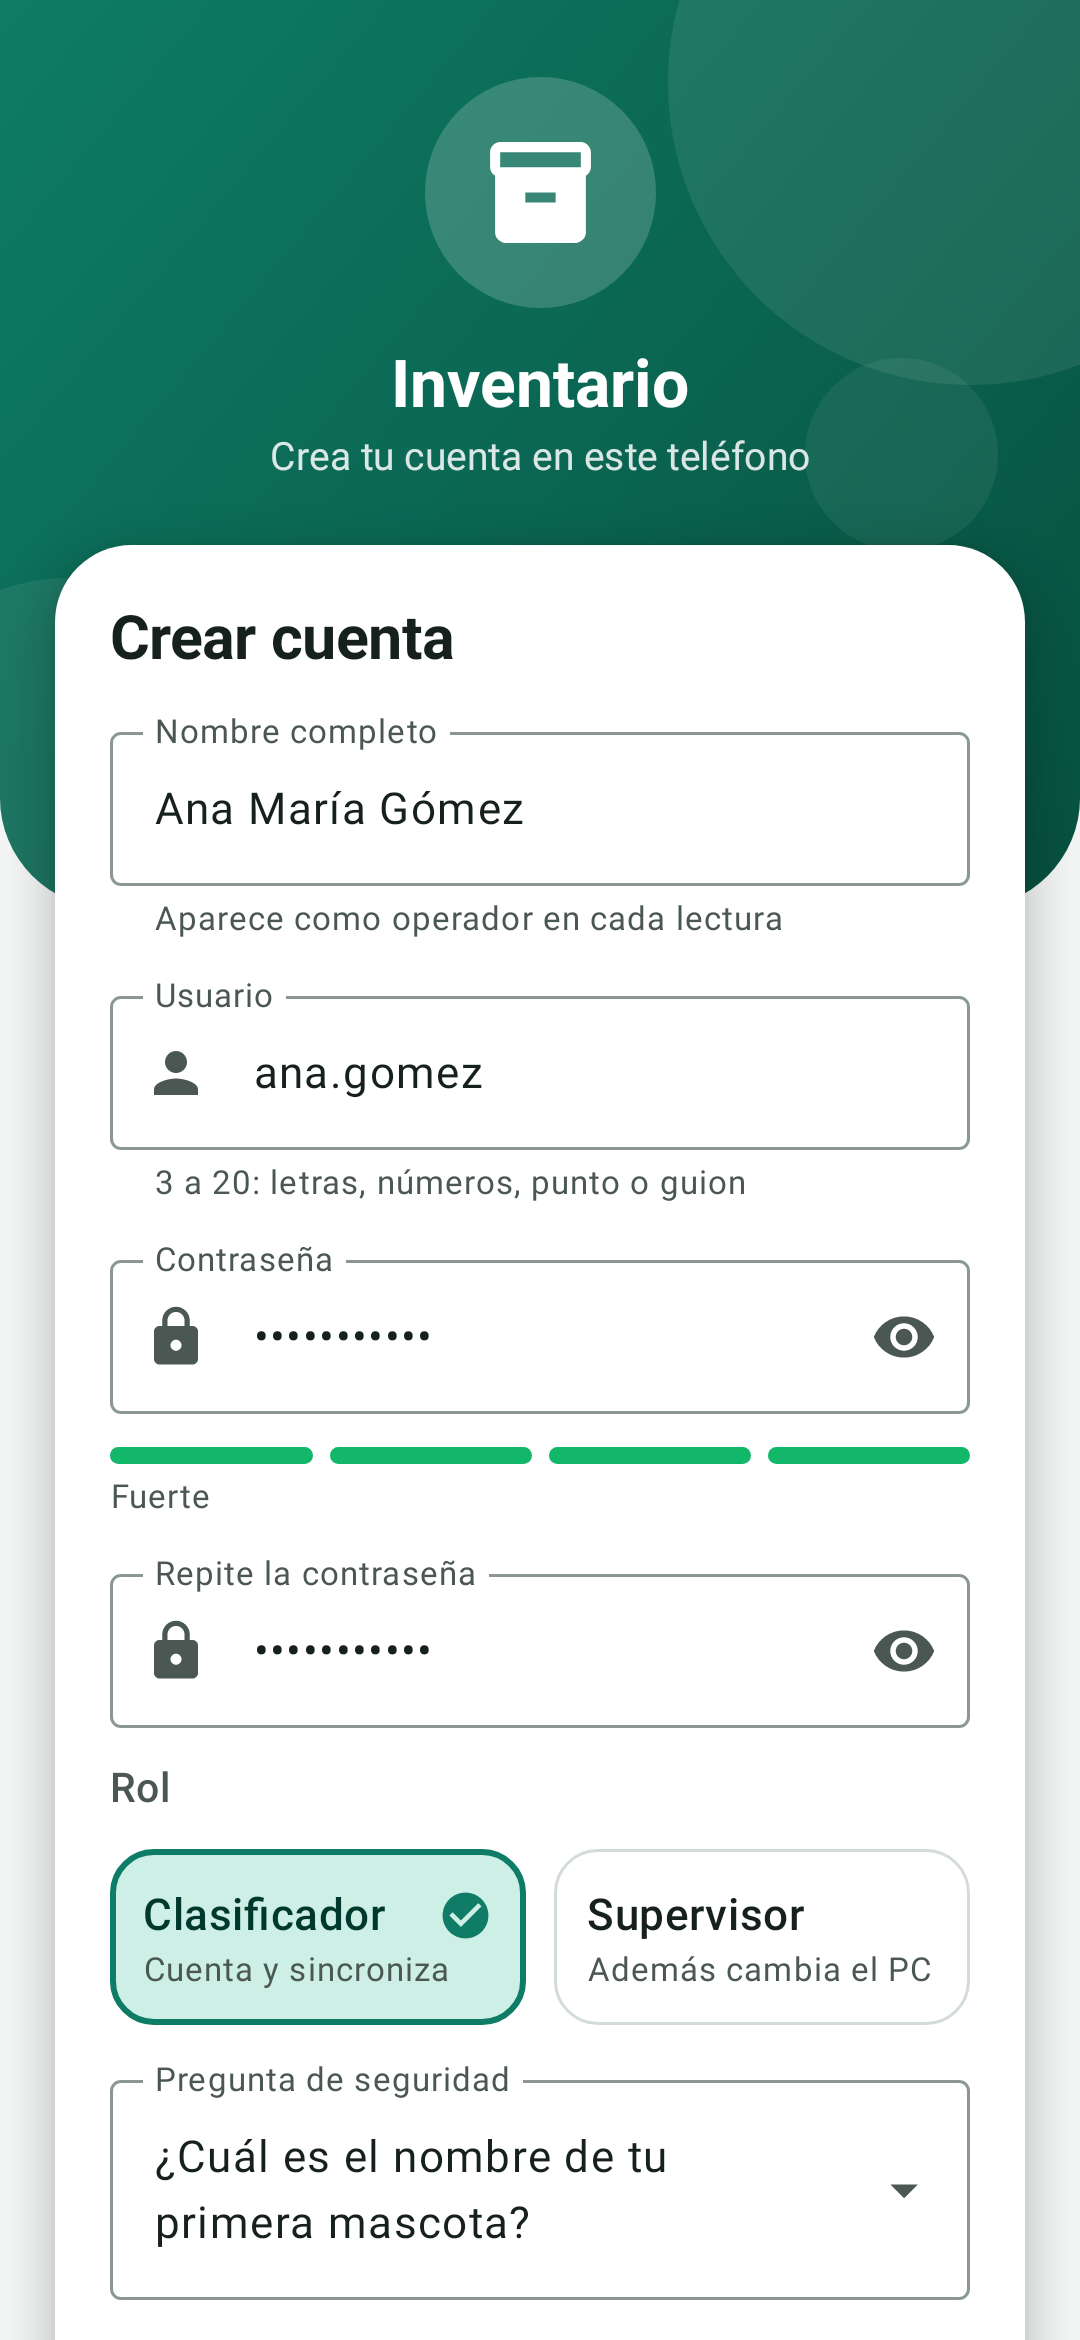 Inventario
Crea tu cuenta en este teléfono
Crear cuenta
Nombre completo
Ana María Gómez
Aparece como operador en cada lectura
Usuario
ana.gomez
3 a 20: letras, números, punto o guion
Contraseña
•••••••••••
Fuerte
Repite la contraseña
•••••••••••
Rol
Clasificador
Cuenta y sincroniza
Supervisor
Además cambia el PC
Pregunta de seguridad
¿Cuál es el nombre de tu
primera mascota?